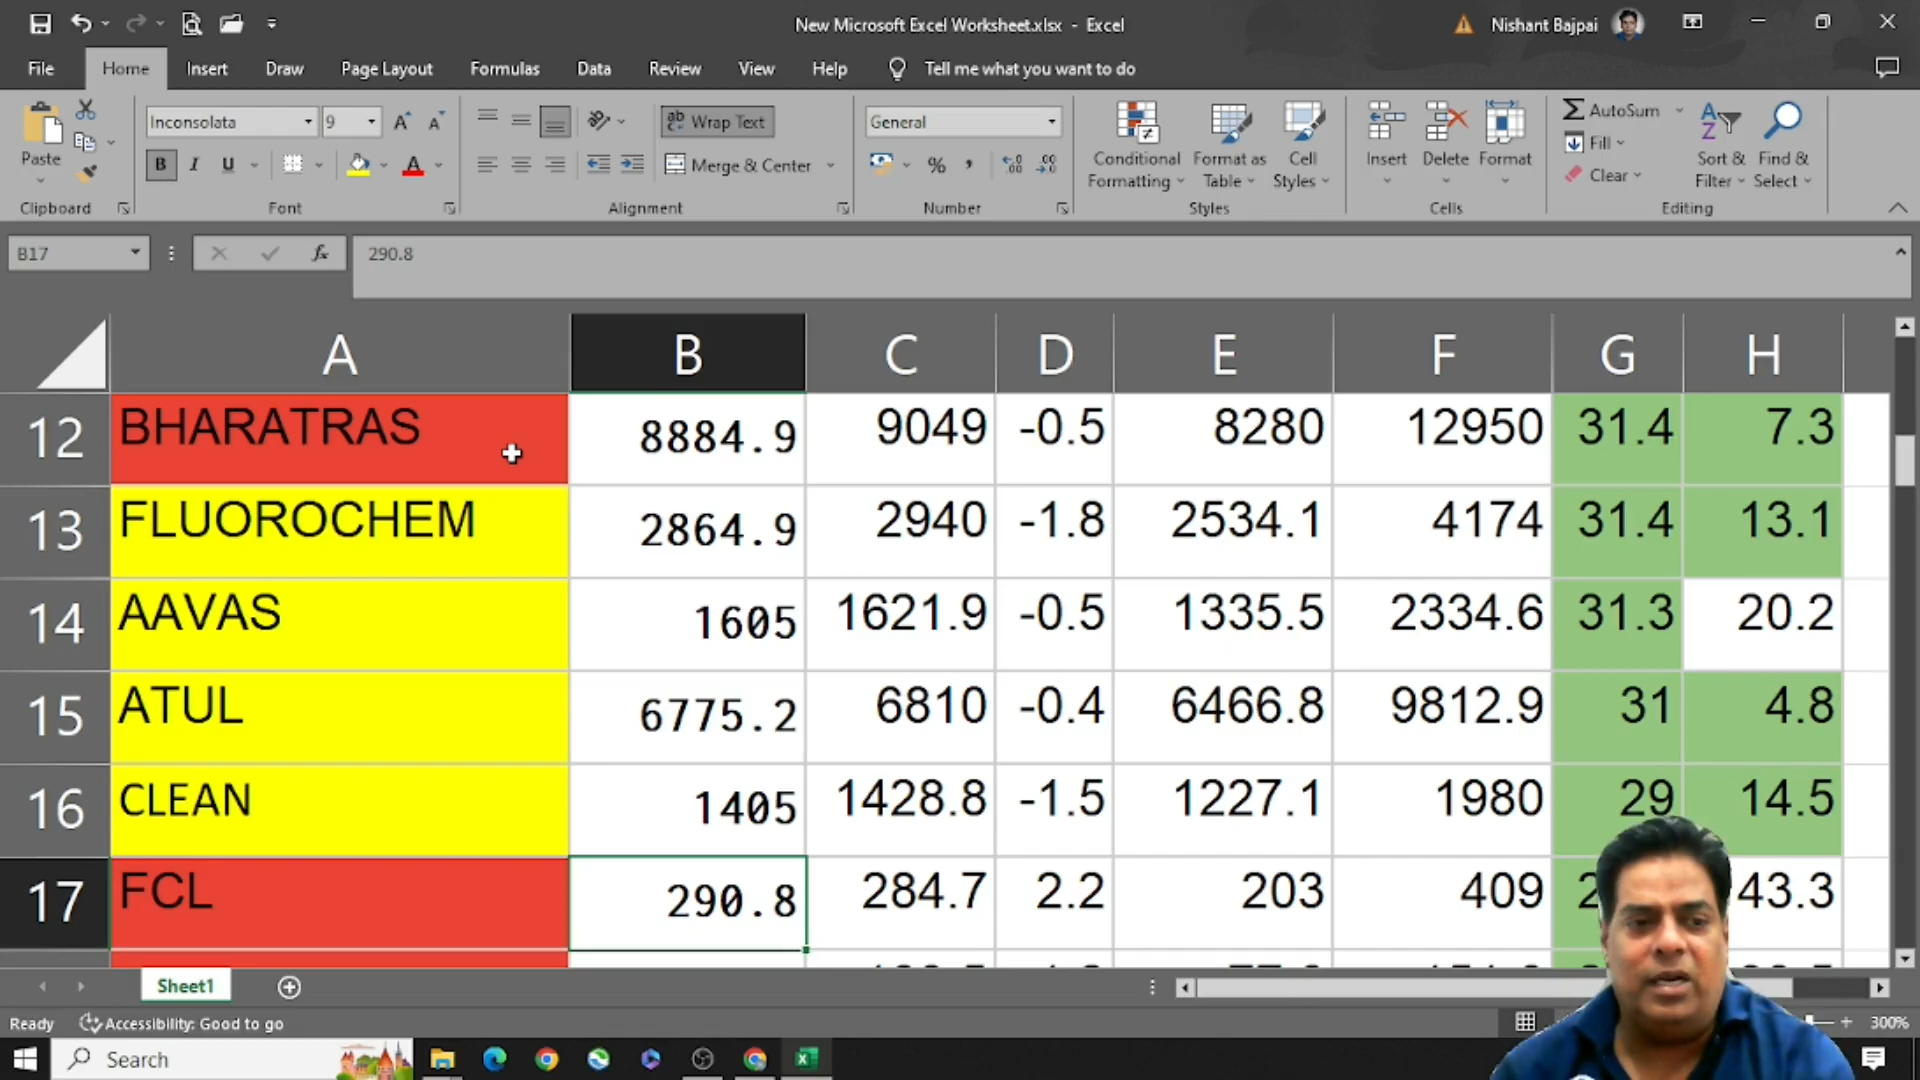 New Microsoft Excel Worksheet.xlsx - Excel
Nishant Bajpai
File Home Insert Draw Page Layout Formulas Data Review View Help Tell me what you want to do
Inconsolata 9 Wrap Text General AutoSum
Paste Conditional Format as Cell Insert Delete Format Fill Sort & Find &
B I U A Merge & Center % , Formatting Table Styles Clear Filter Select
Clipboard Font Alignment Number Styles Cells Editing
B17 fx 290.8
A B C D E F G H
12 BHARATRAS 8884.9 9049 -0.5 8280 12950 31.4 7.3
13 FLUOROCHEM 2864.9 2940 -1.8 2534.1 4174 31.4 13.1
14 AAVAS 1605 1621.9 -0.5 1335.5 2334.6 31.3 20.2
15 ATUL 6775.2 6810 -0.4 6466.8 9812.9 31 4.8
16 CLEAN 1405 1428.8 -1.5 1227.1 1980 29 14.5
17 FCL 290.8 284.7 2.2 203 409 43.3
Sheet1
Ready Accessibility: Good to go 300%
Search